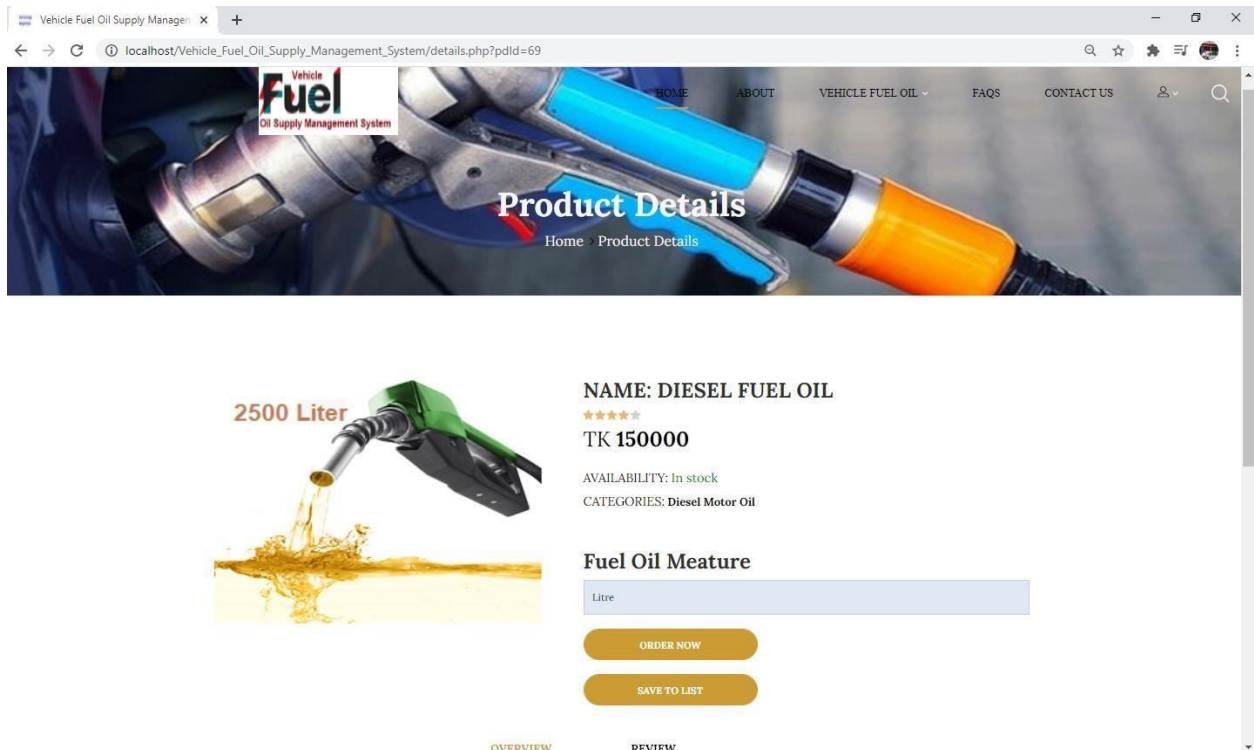 Vehicle Fuel Oil Supply Managen
localhost/Vehicle_Fuel_Oil_Supply_Management_System/details.php?pdId=69
Vehicle
Fuel
Oil Supply Management System
HOME ABOUT VEHICLE FUEL OIL FAQS CONTACT US
Product Details
Home > Product Details
2500 Liter
NAME: DIESEL FUEL OIL
TK 150000
AVAILABILITY: In stock
CATEGORIES: Diesel Motor Oil
Fuel Oil Meature
Litre
ORDER NOW
SAVE TO LIST
OVERVIEW REVIEW